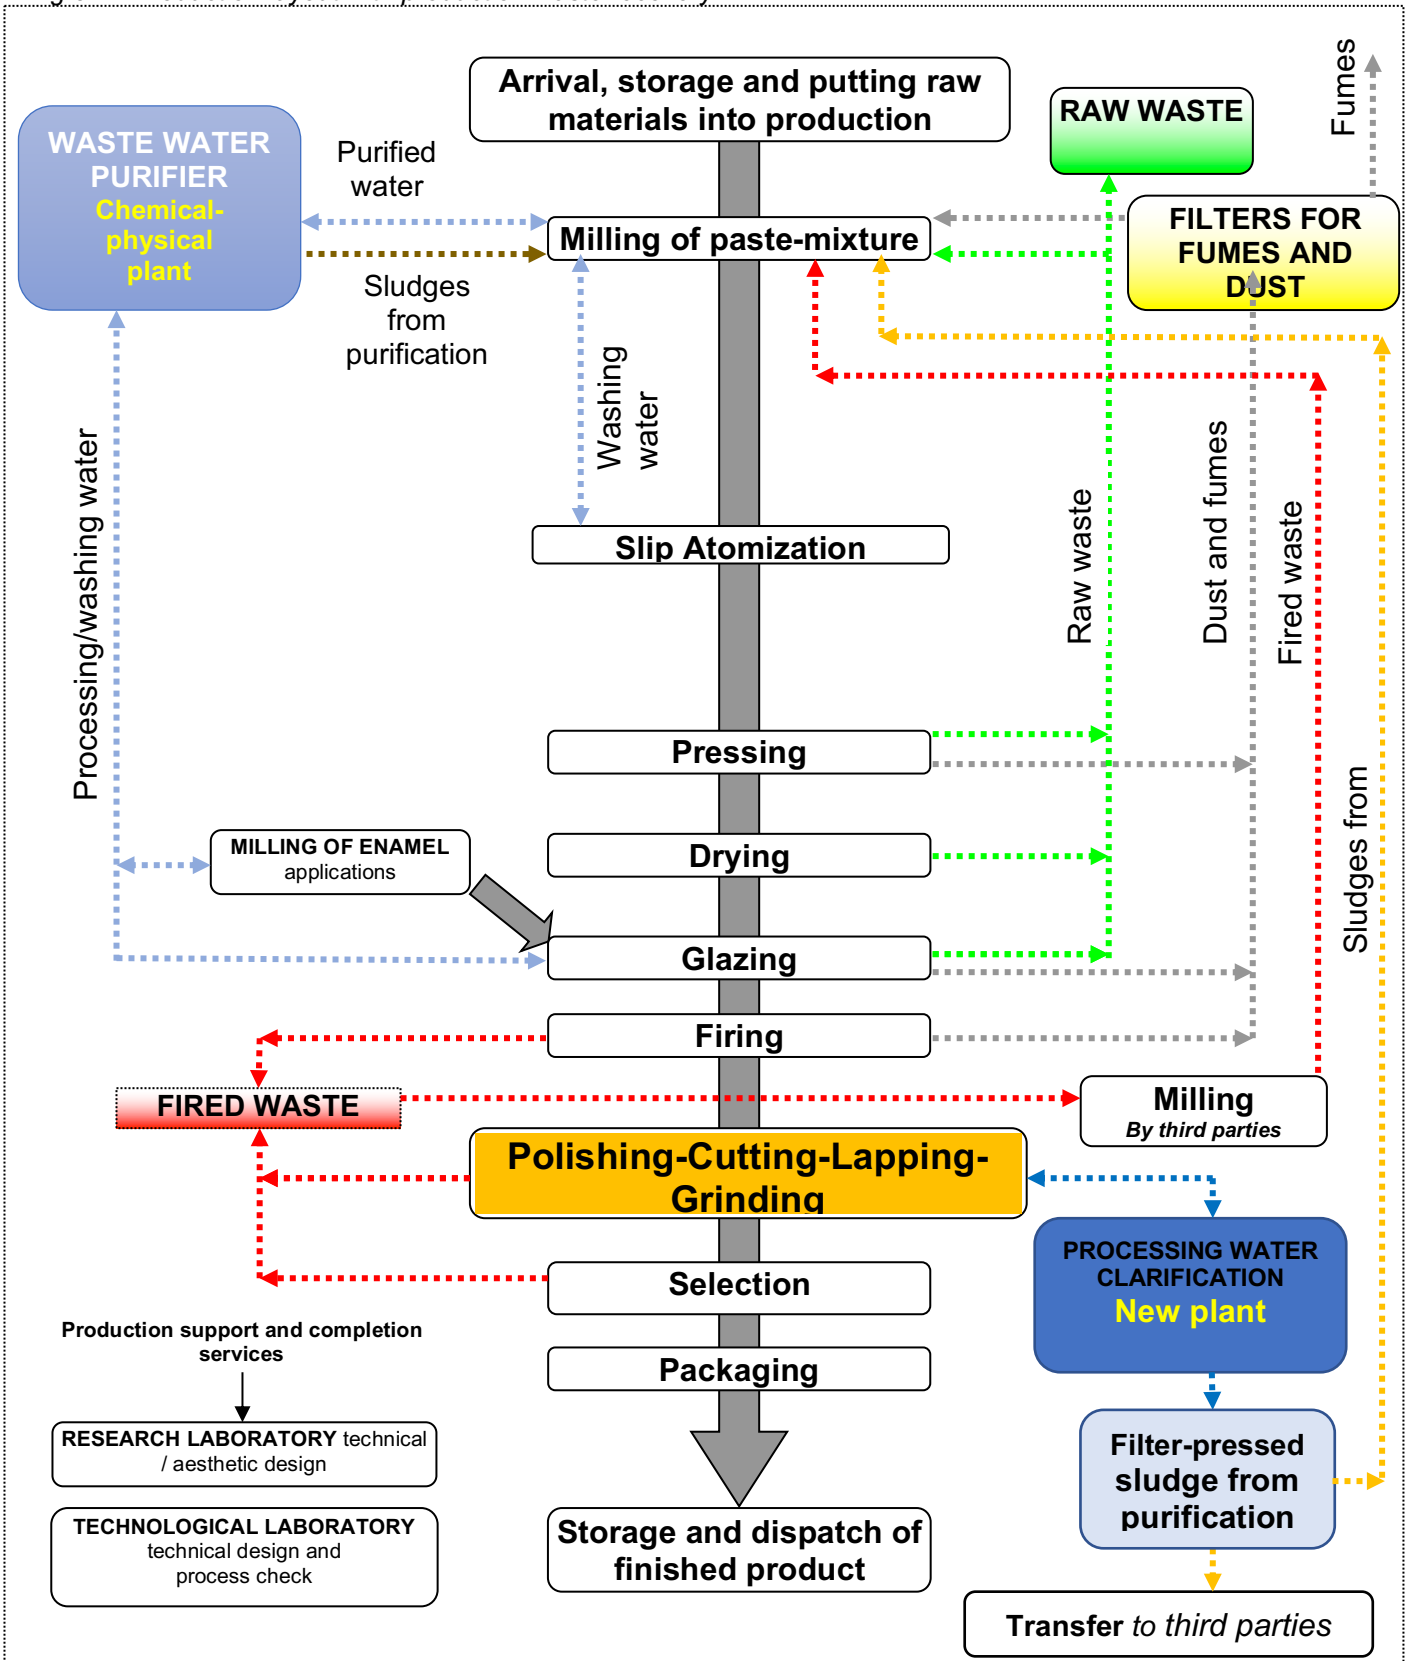 Arrival, storage and putting raw
materials into production
RAW WASTE
Fumes
WASTE WATER
PURIFIER
Chemical-
physical
plant
Purified
water
Milling of paste-mixture
FILTERS FOR
FUMES AND
DUST
Sludges
from
purification
Washing
water
Processing/washing water
Slip Atomization
Raw waste
Dust and fumes
Fired waste
Sludges from
Pressing
MILLING OF ENAMEL
applications
Drying
Glazing
Firing
FIRED WASTE
Milling
By third parties
Polishing-Cutting-Lapping-
Grinding
PROCESSING WATER
CLARIFICATION
New plant
Selection
Production support and completion
services
Packaging
RESEARCH LABORATORY technical
/ aesthetic design
Filter-pressed
sludge from
purification
TECHNOLOGICAL LABORATORY
technical design and
process check
Storage and dispatch of
finished product
Transfer to third parties